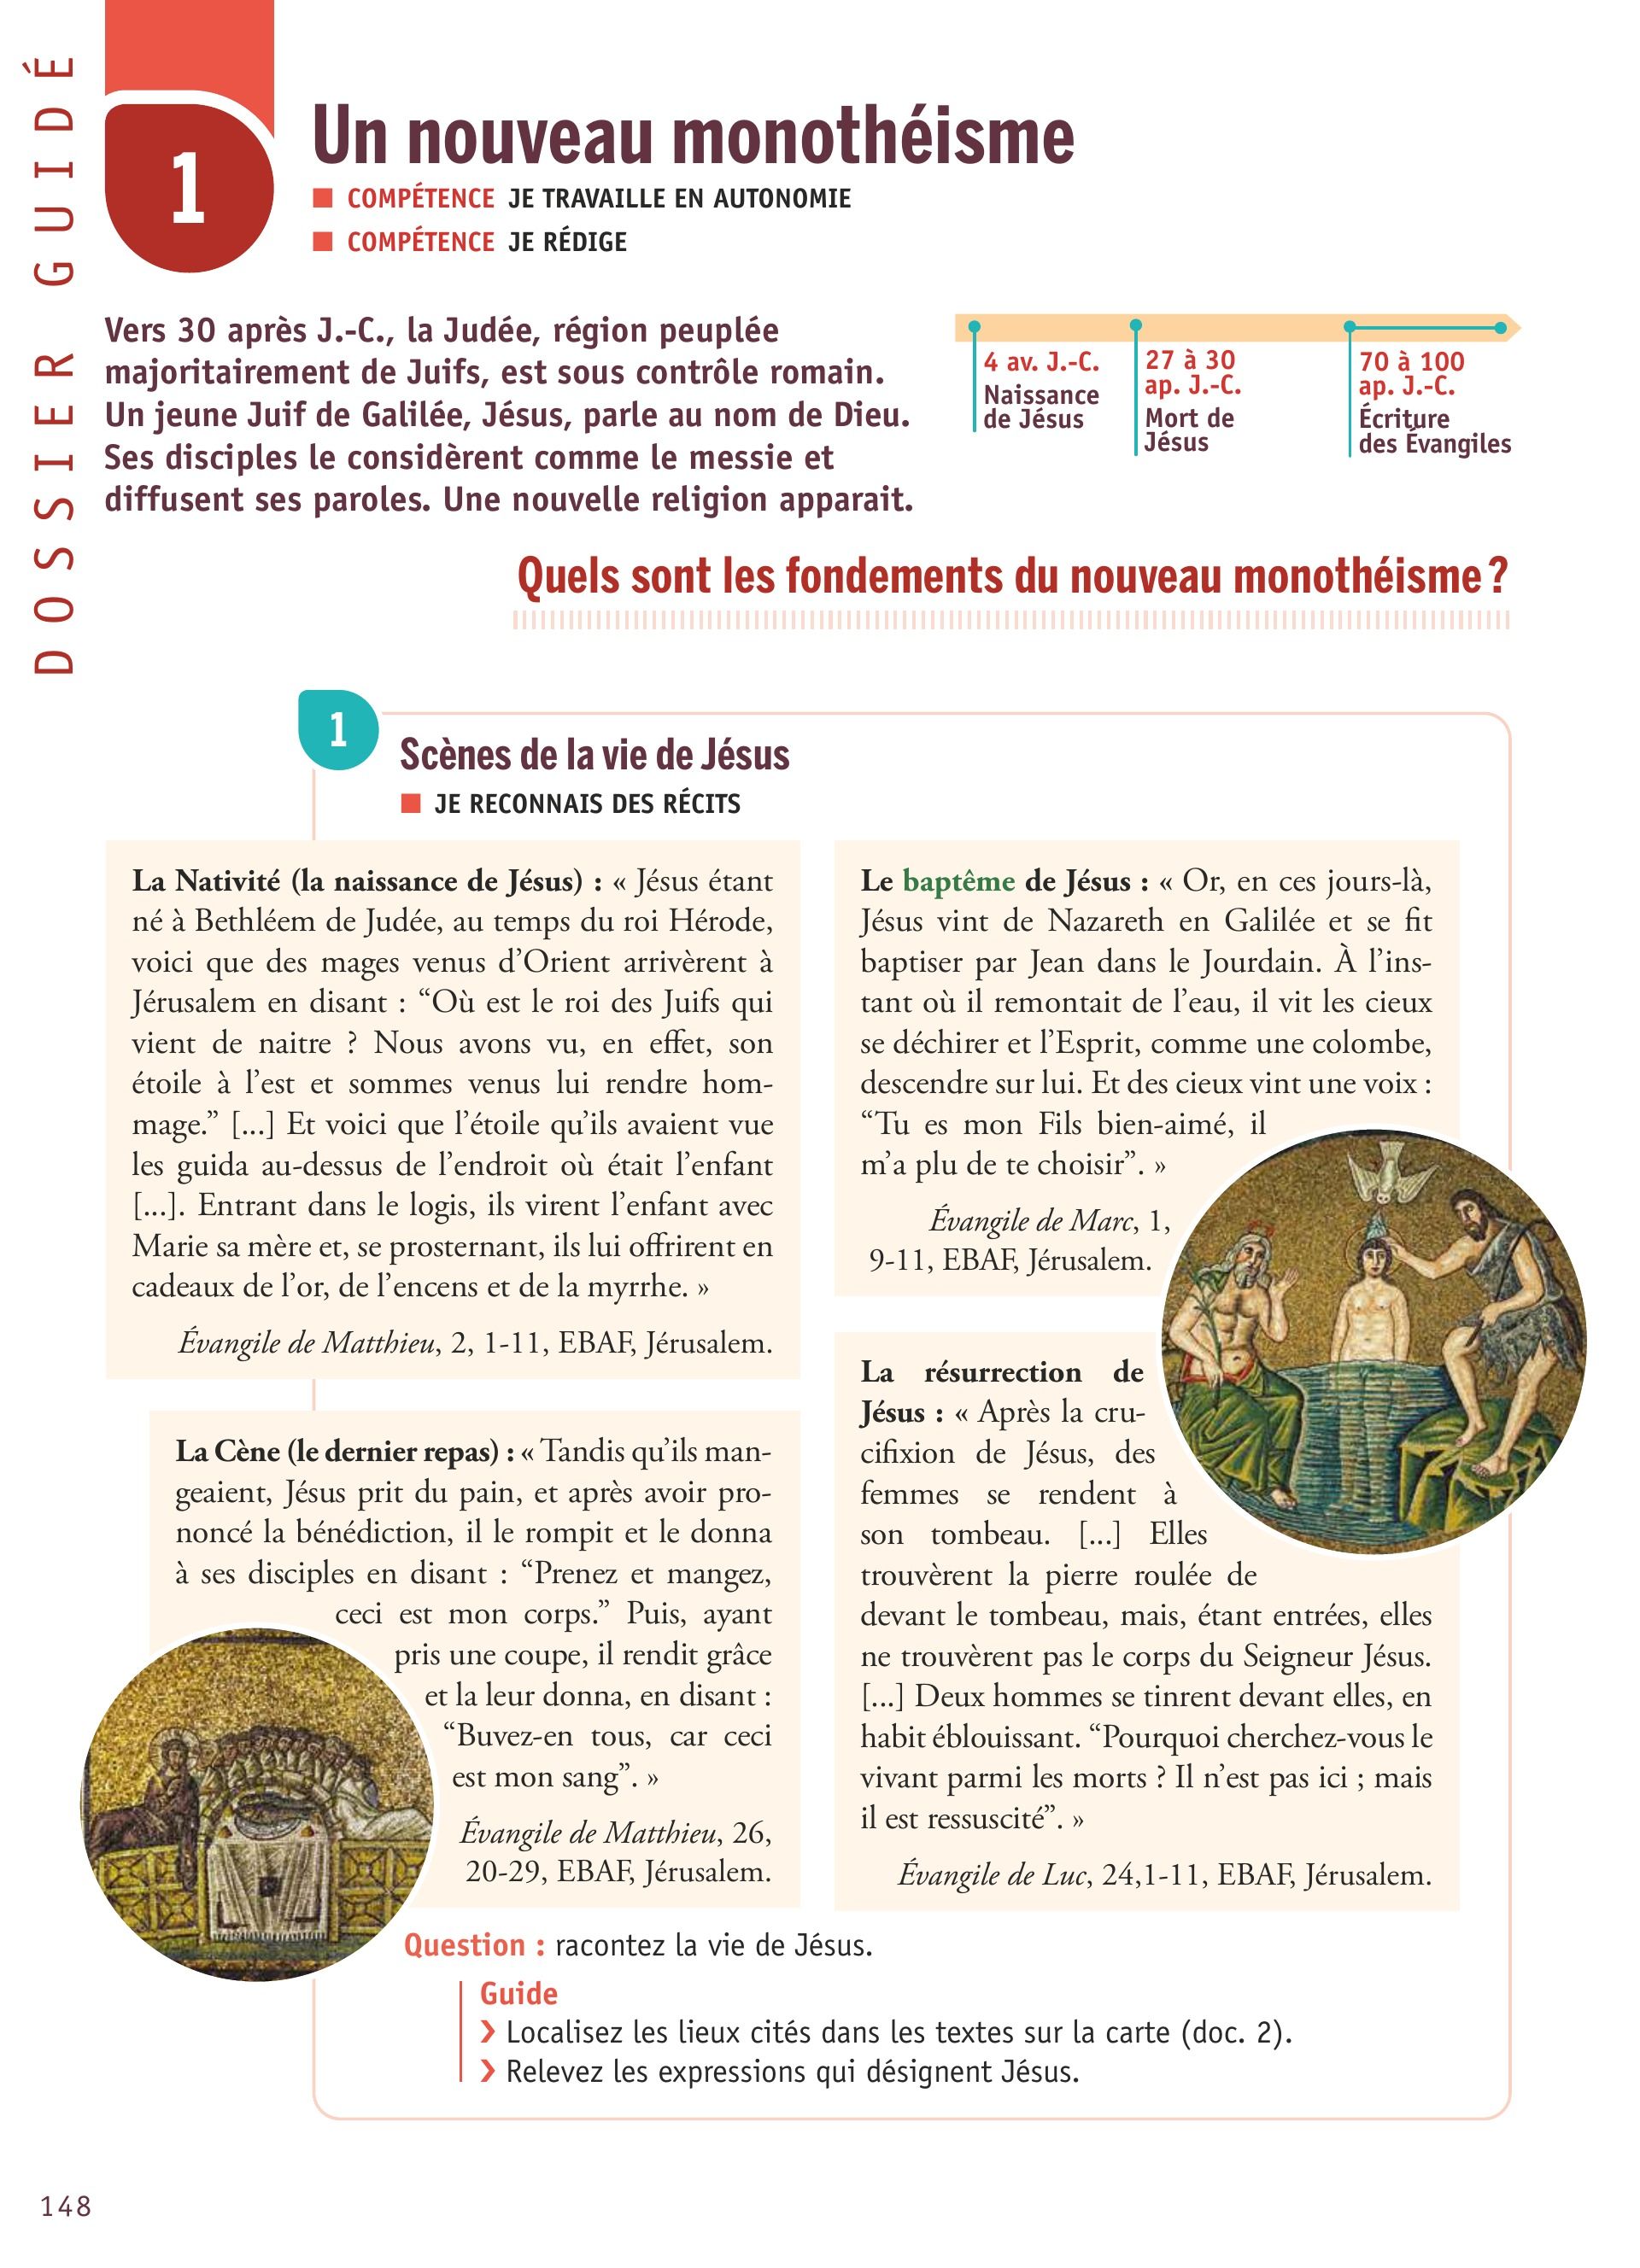 DOSSIER GUIDÉ
1
Un nouveau monothéisme
COMPÉTENCE JE TRAVAILLE EN AUTONOMIE
COMPÉTENCE JE RÉDIGE
Vers 30 après J.-C., la Judée, région peuplée
majoritairement de Juifs, est sous contrôle romain.
Un jeune Juif de Galilée, Jésus, parle au nom de Dieu.
Ses disciples le considèrent comme le messie et
diffusent ses paroles. Une nouvelle religion apparait.
4 av. J.-C.
Naissance
de Jésus
27 à 30
ap. J.-C.
Mort de
Jésus
70 à 100
ap. J.-C.
Écriture
des Évangiles
Quels sont les fondements du nouveau monothéisme ?
1
Scènes de la vie de Jésus
JE RECONNAIS DES RÉCITS
La Nativité (la naissance de Jésus) : « Jésus étant
né à Bethléem de Judée, au temps du roi Hérode,
voici que des mages venus d’Orient arrivèrent à
Jérusalem en disant : “Où est le roi des Juifs qui
vient de naitre ? Nous avons vu, en effet, son
étoile à l’est et sommes venus lui rendre hom-
mage.” [...] Et voici que l’étoile qu’ils avaient vue
les guida au-dessus de l’endroit où était l’enfant
[...]. Entrant dans le logis, ils virent l’enfant avec
Marie sa mère et, se prosternant, ils lui offrirent en
cadeaux de l’or, de l’encens et de la myrrhe. »
Évangile de Matthieu, 2, 1-11, EBAF, Jérusalem.
La Cène (le dernier repas) : « Tandis qu’ils man-
geaient, Jésus prit du pain, et après avoir pro-
noncé la bénédiction, il le rompit et le donna
à ses disciples en disant : “Prenez et mangez,
ceci est mon corps.” Puis, ayant
pris une coupe, il rendit grâce
et la leur donna, en disant :
“Buvez-en tous, car ceci
est mon sang”. »
Évangile de Matthieu, 26,
20-29, EBAF, Jérusalem.
Le baptême de Jésus : « Or, en ces jours-là,
Jésus vint de Nazareth en Galilée et se fit
baptiser par Jean dans le Jourdain. À l’ins-
tant où il remontait de l’eau, il vit les cieux
se déchirer et l’Esprit, comme une colombe,
descendre sur lui. Et des cieux vint une voix :
“Tu es mon Fils bien-aimé, il
m’a plu de te choisir”. »
Évangile de Marc, 1,
9-11, EBAF, Jérusalem.
La résurrection de
Jésus : « Après la cru-
cifixion de Jésus, des
femmes se rendent à
son tombeau. [...] Elles
trouvèrent la pierre roulée de
devant le tombeau, mais, étant entrées, elles
ne trouvèrent pas le corps du Seigneur Jésus.
[...] Deux hommes se tinrent devant elles, en
habit éblouissant. “Pourquoi cherchez-vous le
vivant parmi les morts ? Il n’est pas ici ; mais
il est ressuscité”. »
Évangile de Luc, 24,1-11, EBAF, Jérusalem.
Question : racontez la vie de Jésus.
Guide
› Localisez les lieux cités dans les textes sur la carte (doc. 2).
› Relevez les expressions qui désignent Jésus.
148